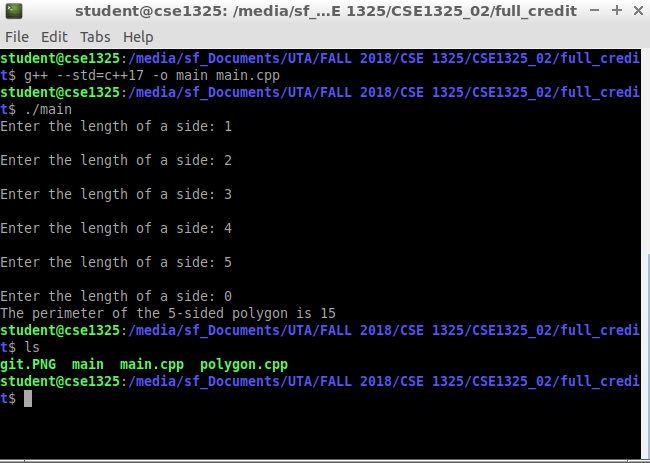 student@cse1325: /media/sf_...E 1325/CSE1325_02/full_credit
File Edit Tabs Help
student@cse1325:/media/sf_Documents/UTA/FALL 2018/CSE 1325/CSE1325_02/full_credi
t$ g++ --std=c++17 -o main main.cpp
student@cse1325:/media/sf_Documents/UTA/FALL 2018/CSE 1325/CSE1325_02/full_credi
t$ ./main
Enter the length of a side: 1
Enter the length of a side: 2
Enter the length of a side: 3
Enter the length of a side: 4
Enter the length of a side: 5
Enter the length of a side: 0
The perimeter of the 5-sided polygon is 15
student@cse1325:/media/sf_Documents/UTA/FALL 2018/CSE 1325/CSE1325_02/full_credi
t$ ls
git.PNG main main.cpp polygon.cpp
student@cse1325:/media/sf_Documents/UTA/FALL 2018/CSE 1325/CSE1325_02/full_credi
t$